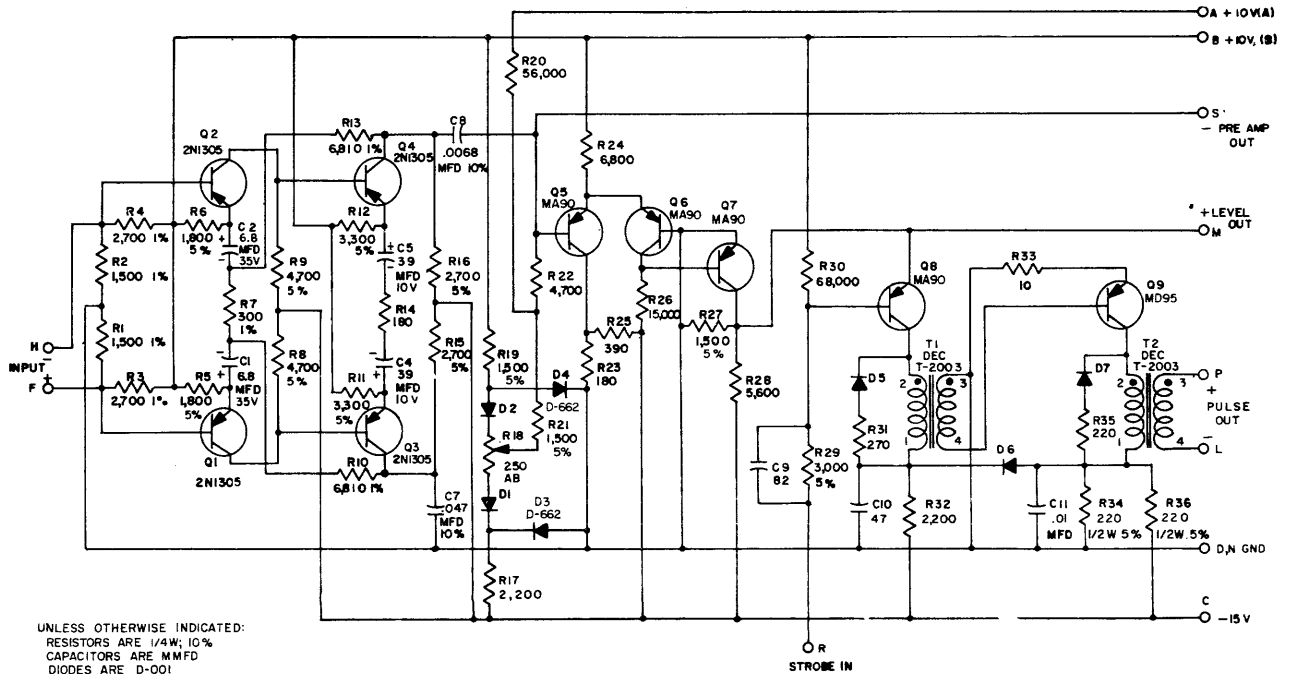 A + 10V(A)
B +10V, (B)
R20
56,000
S
- PRE AMP
OUT
R13
6,810 1%
Q4
2N1305
C8
.0068
MFD 10%
R24
6,800
Q2
2N1305
Q5
MA90
Q6
MA90
Q7
MA90
+ LEVEL
OUT
M
R4
2,700 1%
R6
1,800
5%
C2
6.8
MFD
35V
+
-
R12
3,300
5%
C5
39
MFD
10V
+
-
R2
1,500 1%
R9
4,700
5%
R16
2,700
5%
R22
4,700
R30
68,000
Q8
MA90
R33
10
Q9
MD95
R7
300
1%
R14
180
R26
15,000
R27
1,500
5%
R25
390
R1
1,500 1%
H
INPUT
-
+
F
R3
2,700 1%
R5
1,800
5%
C1
6.8
MFD
35V
-
+
R8
4,700
5%
R11
3,300
5%
C4
39
MFD
10V
-
+
R15
2,700
5%
R19
1,500
5%
D4
D-662
R23
180
R28
5,600
T1
DEC
T-2003
2
3
1
4
T2
DEC
T-2003
2
3
1
4
D5
D7
P
+
PULSE
OUT
-
L
D2
R18
250
AB
R21
1,500
5%
R31
270
R35
220
Q1
2N1305
Q3
2N1305
R10
6,810 1%
C7
.047
MFD
10%
D1
D3
D-662
C9
82
R29
3,000
5%
D6
C10
47
R32
2,200
C11
.01
MFD
R34
220
1/2W 5%
R36
220
1/2W.5%
D,N GND
R17
2,200
C
-15V
R
STROBE IN
UNLESS OTHERWISE INDICATED:
RESISTORS ARE 1/4W; 10%
CAPACITORS ARE MMFD
DIODES ARE D-001